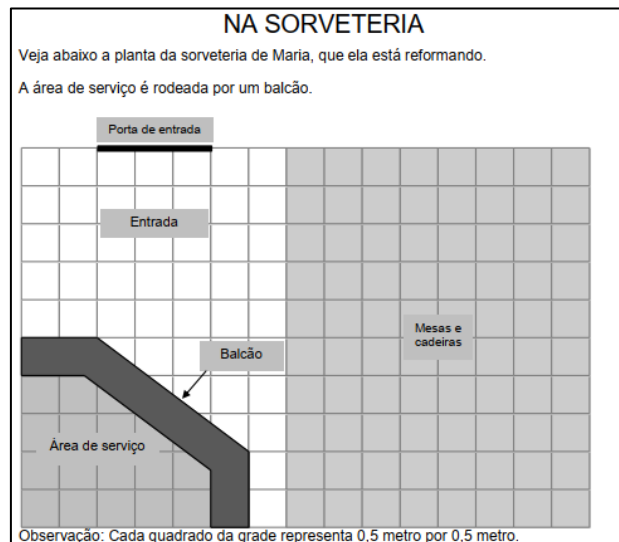 NA SORVETERIA
Veja abaixo a planta da sorveteria de Maria, que ela está reformando.
A área de serviço é rodeada por um balcão.
Porta de entrada
Entrada
Mesas e
cadeiras
Balcão
Área de serviço
Observação: Cada quadrado da grade representa 0,5 metro por 0,5 metro.